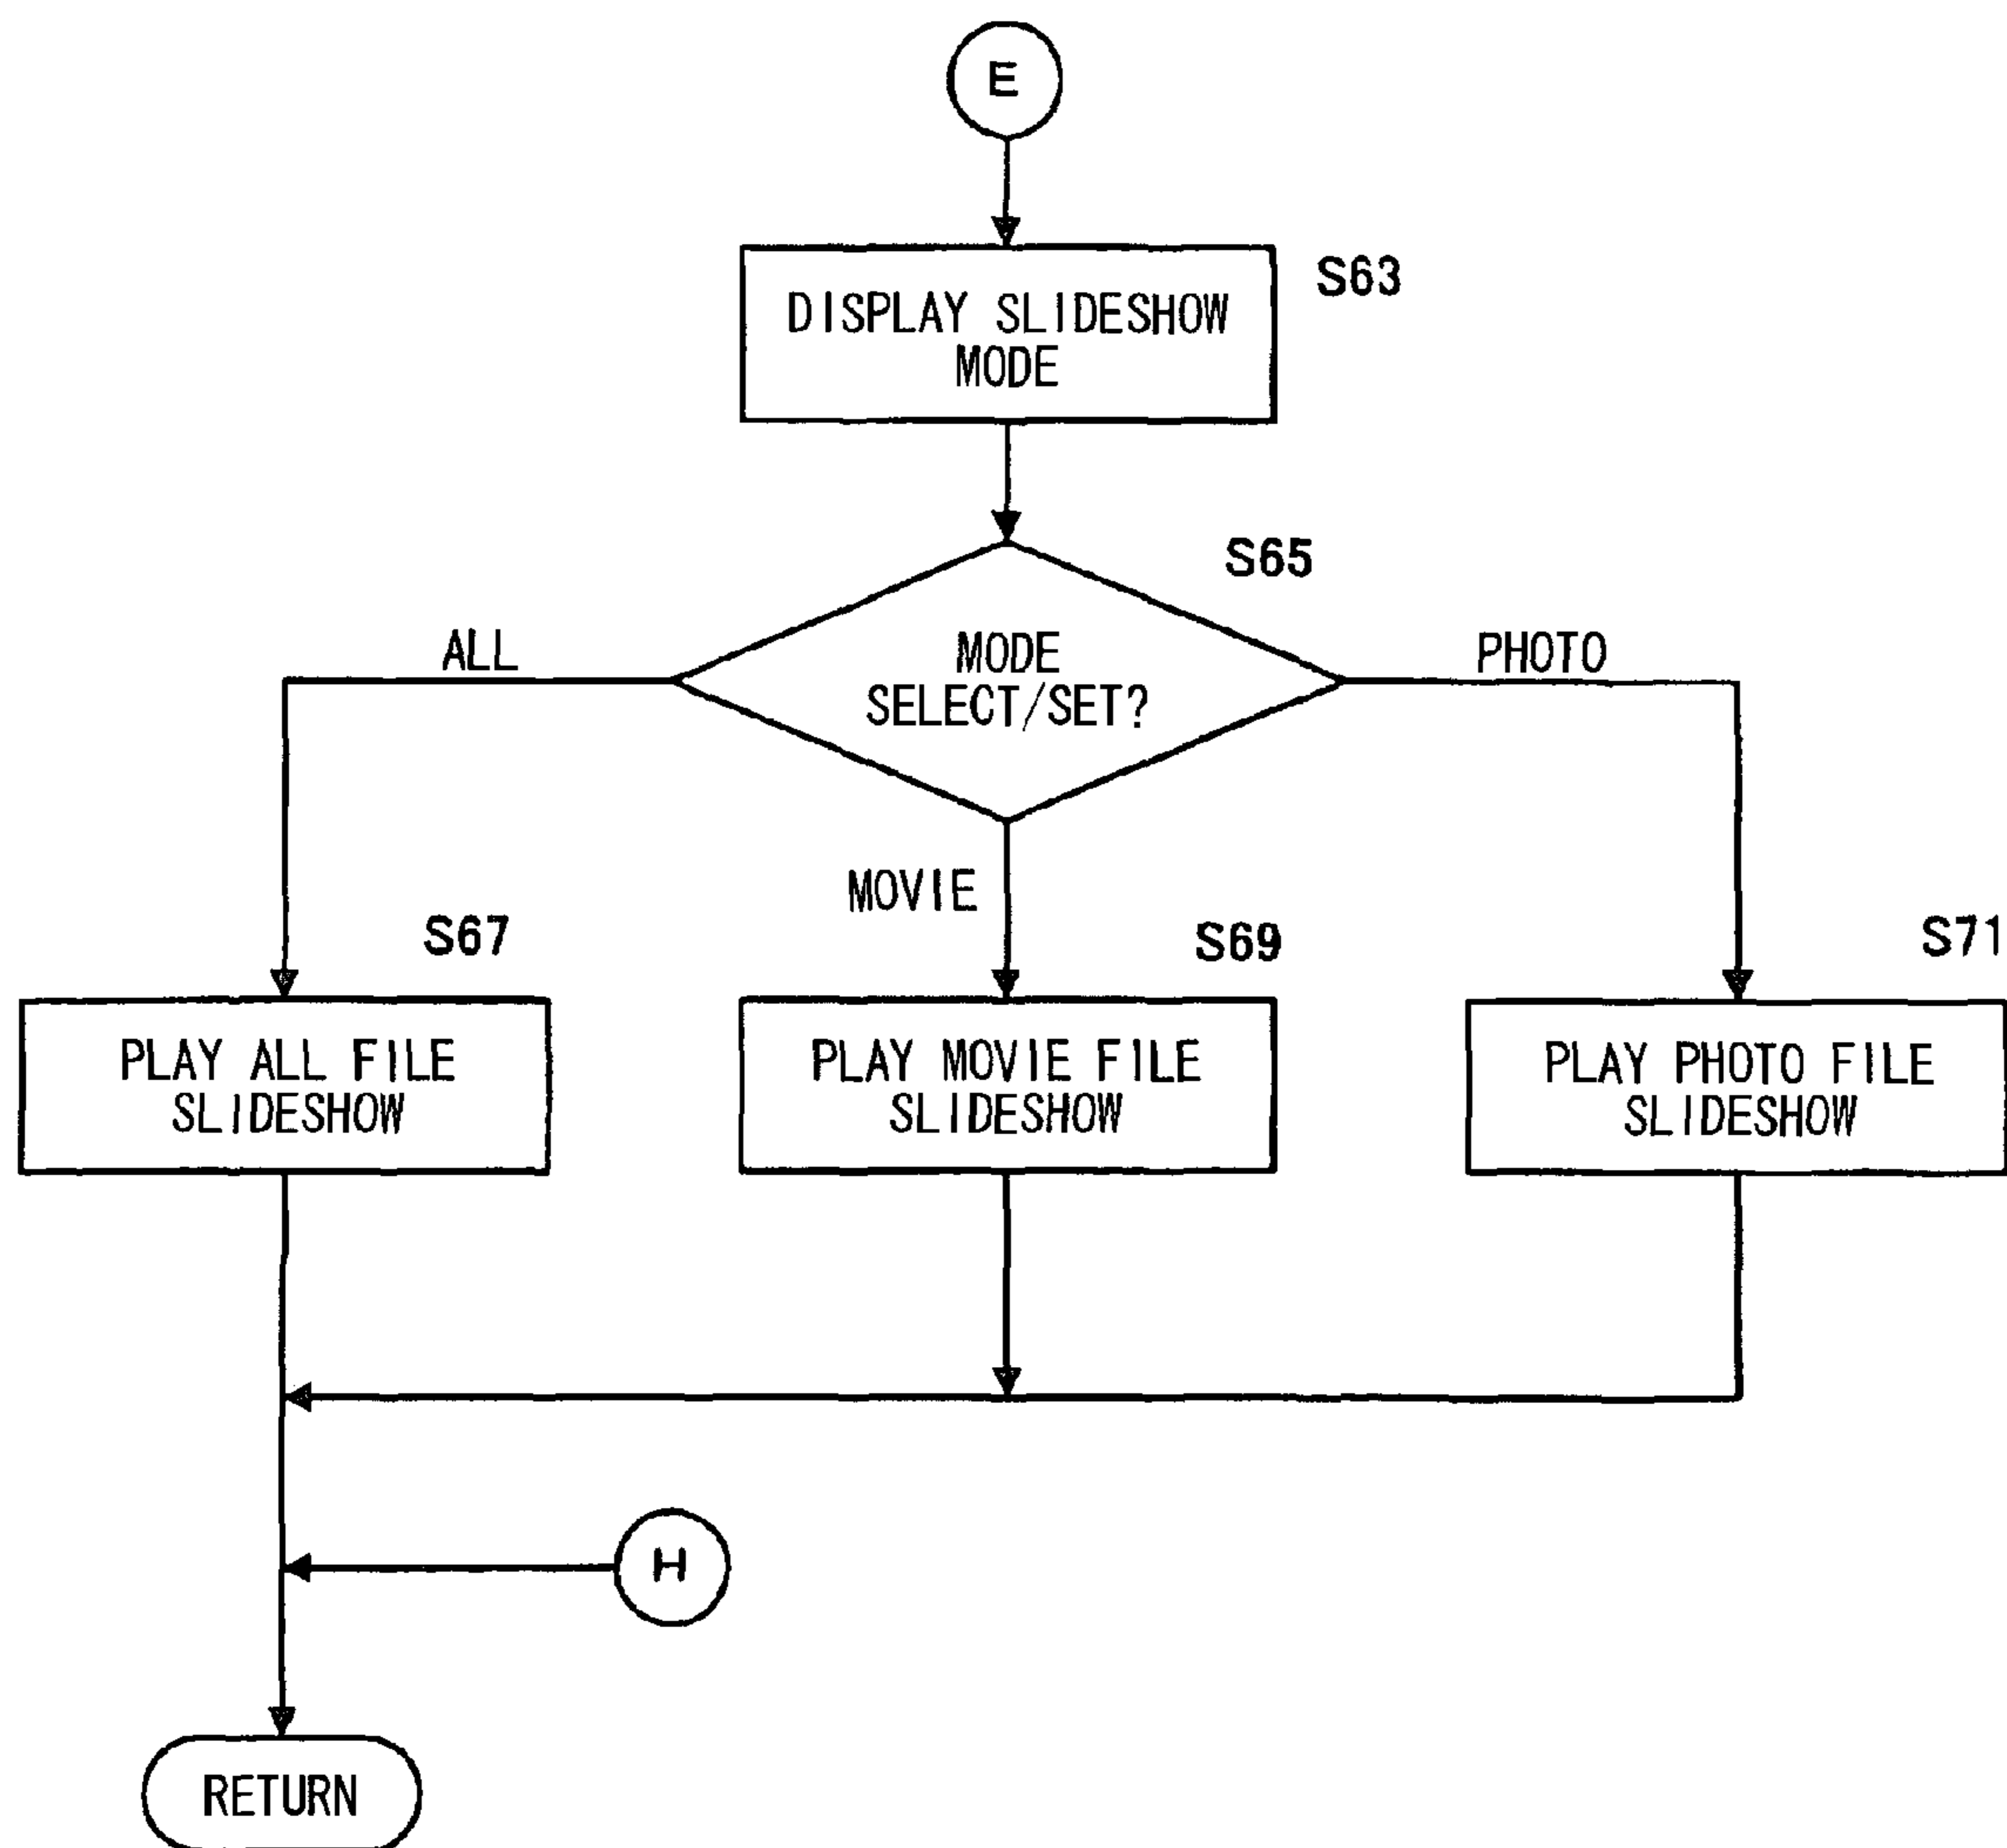 E
DISPLAY SLIDESHOW
MODE
S63
S65
MODE
SELECT/SET?
ALL
PHOTO
MOVIE
S67
S69
S71
PLAY ALL FILE
SLIDESHOW
PLAY MOVIE FILE
SLIDESHOW
PLAY PHOTO FILE
SLIDESHOW
H
RETURN